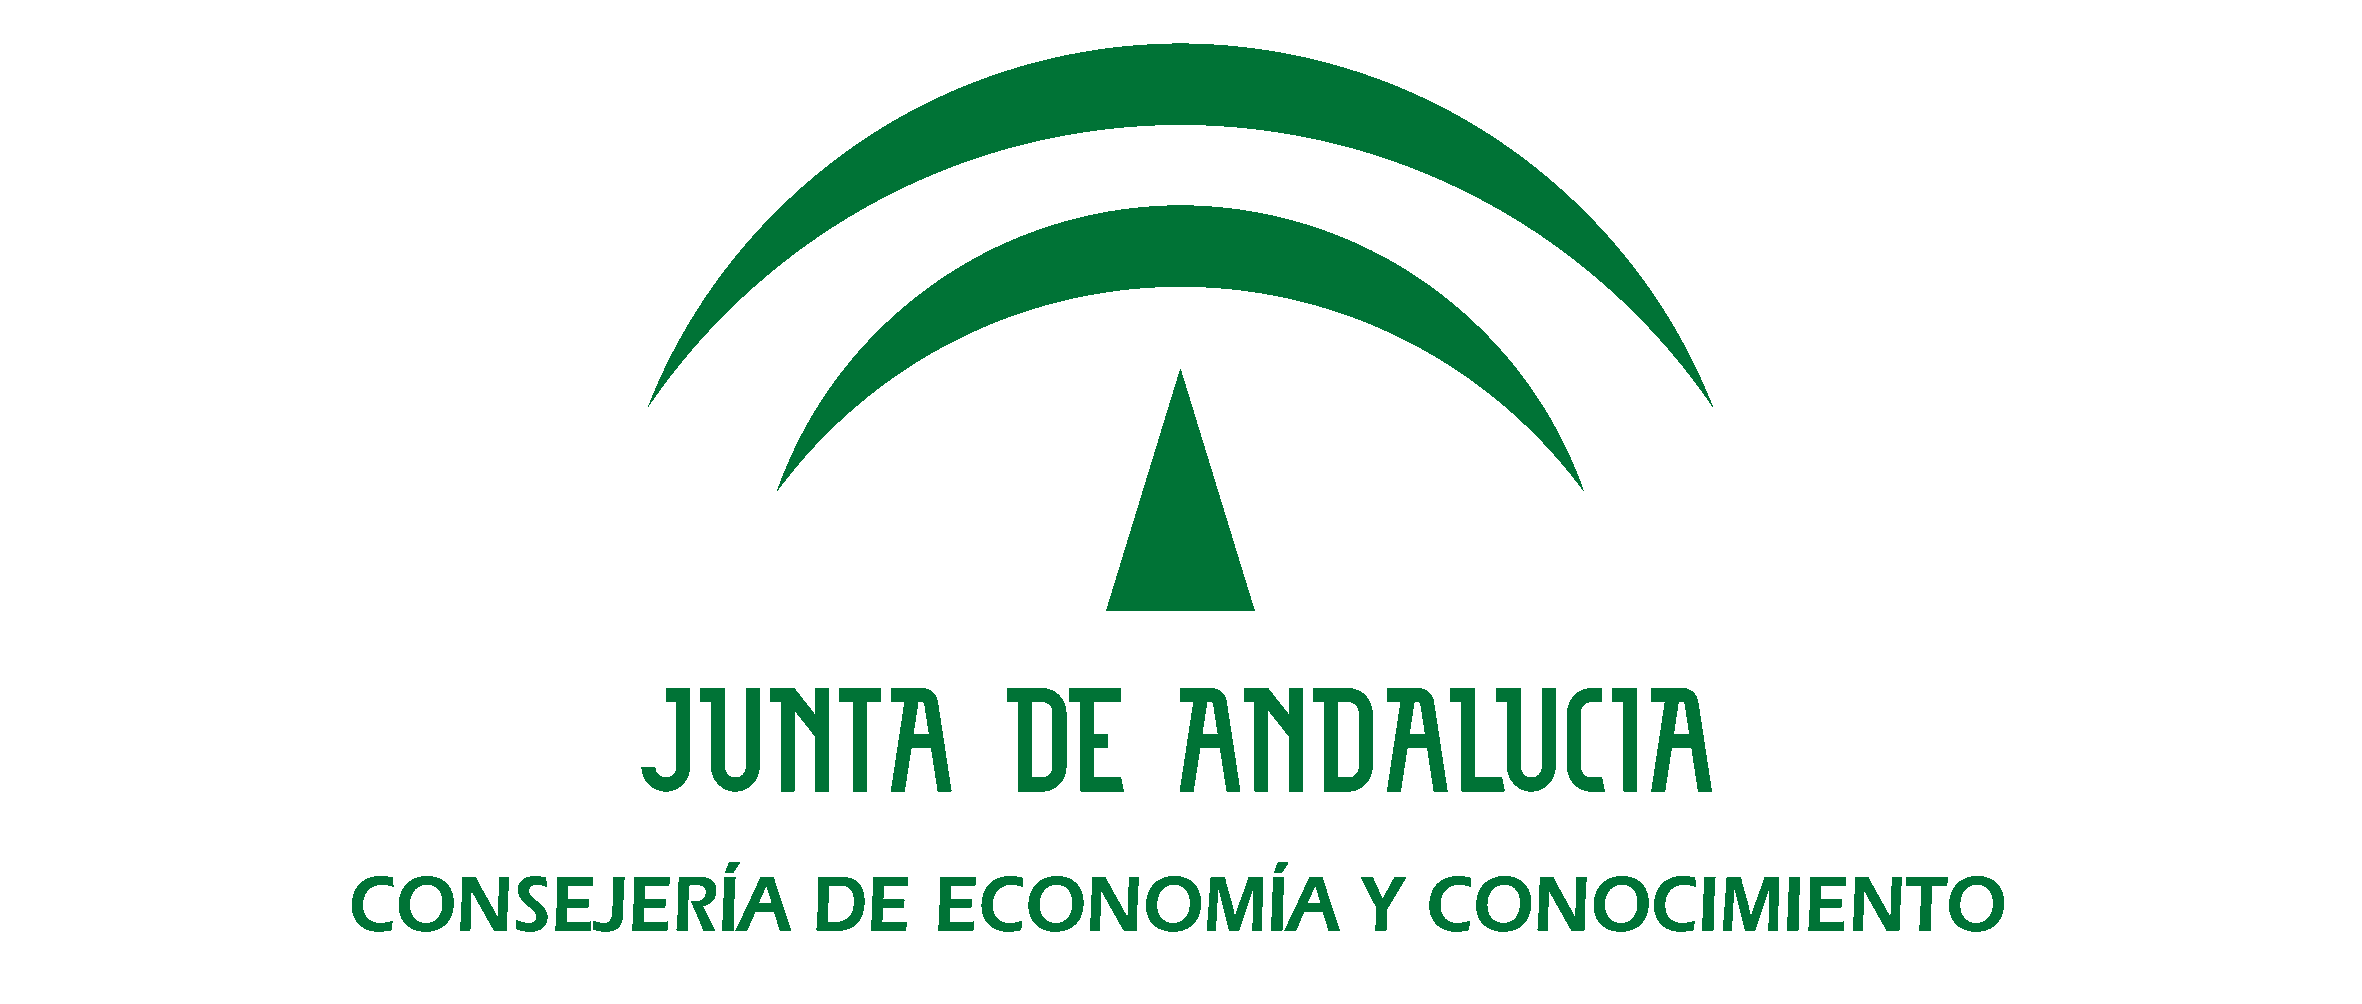 JUNTA DE ANDALUCIA
CONSEJERÍA DE ECONOMÍA Y CONOCIMIENTO